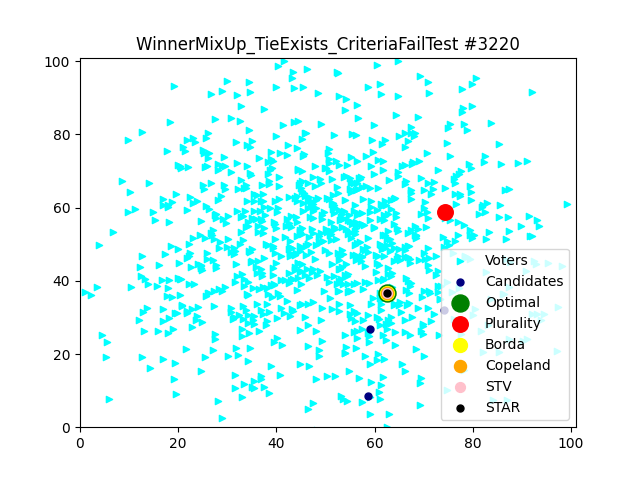 WinnerMixUp_TieExists_CriteriaFailTest #3220
100
80
60
40
20
0
0 20 40 60 80 100
Voters
Candidates
Optimal
Plurality
Borda
Copeland
STV
STAR